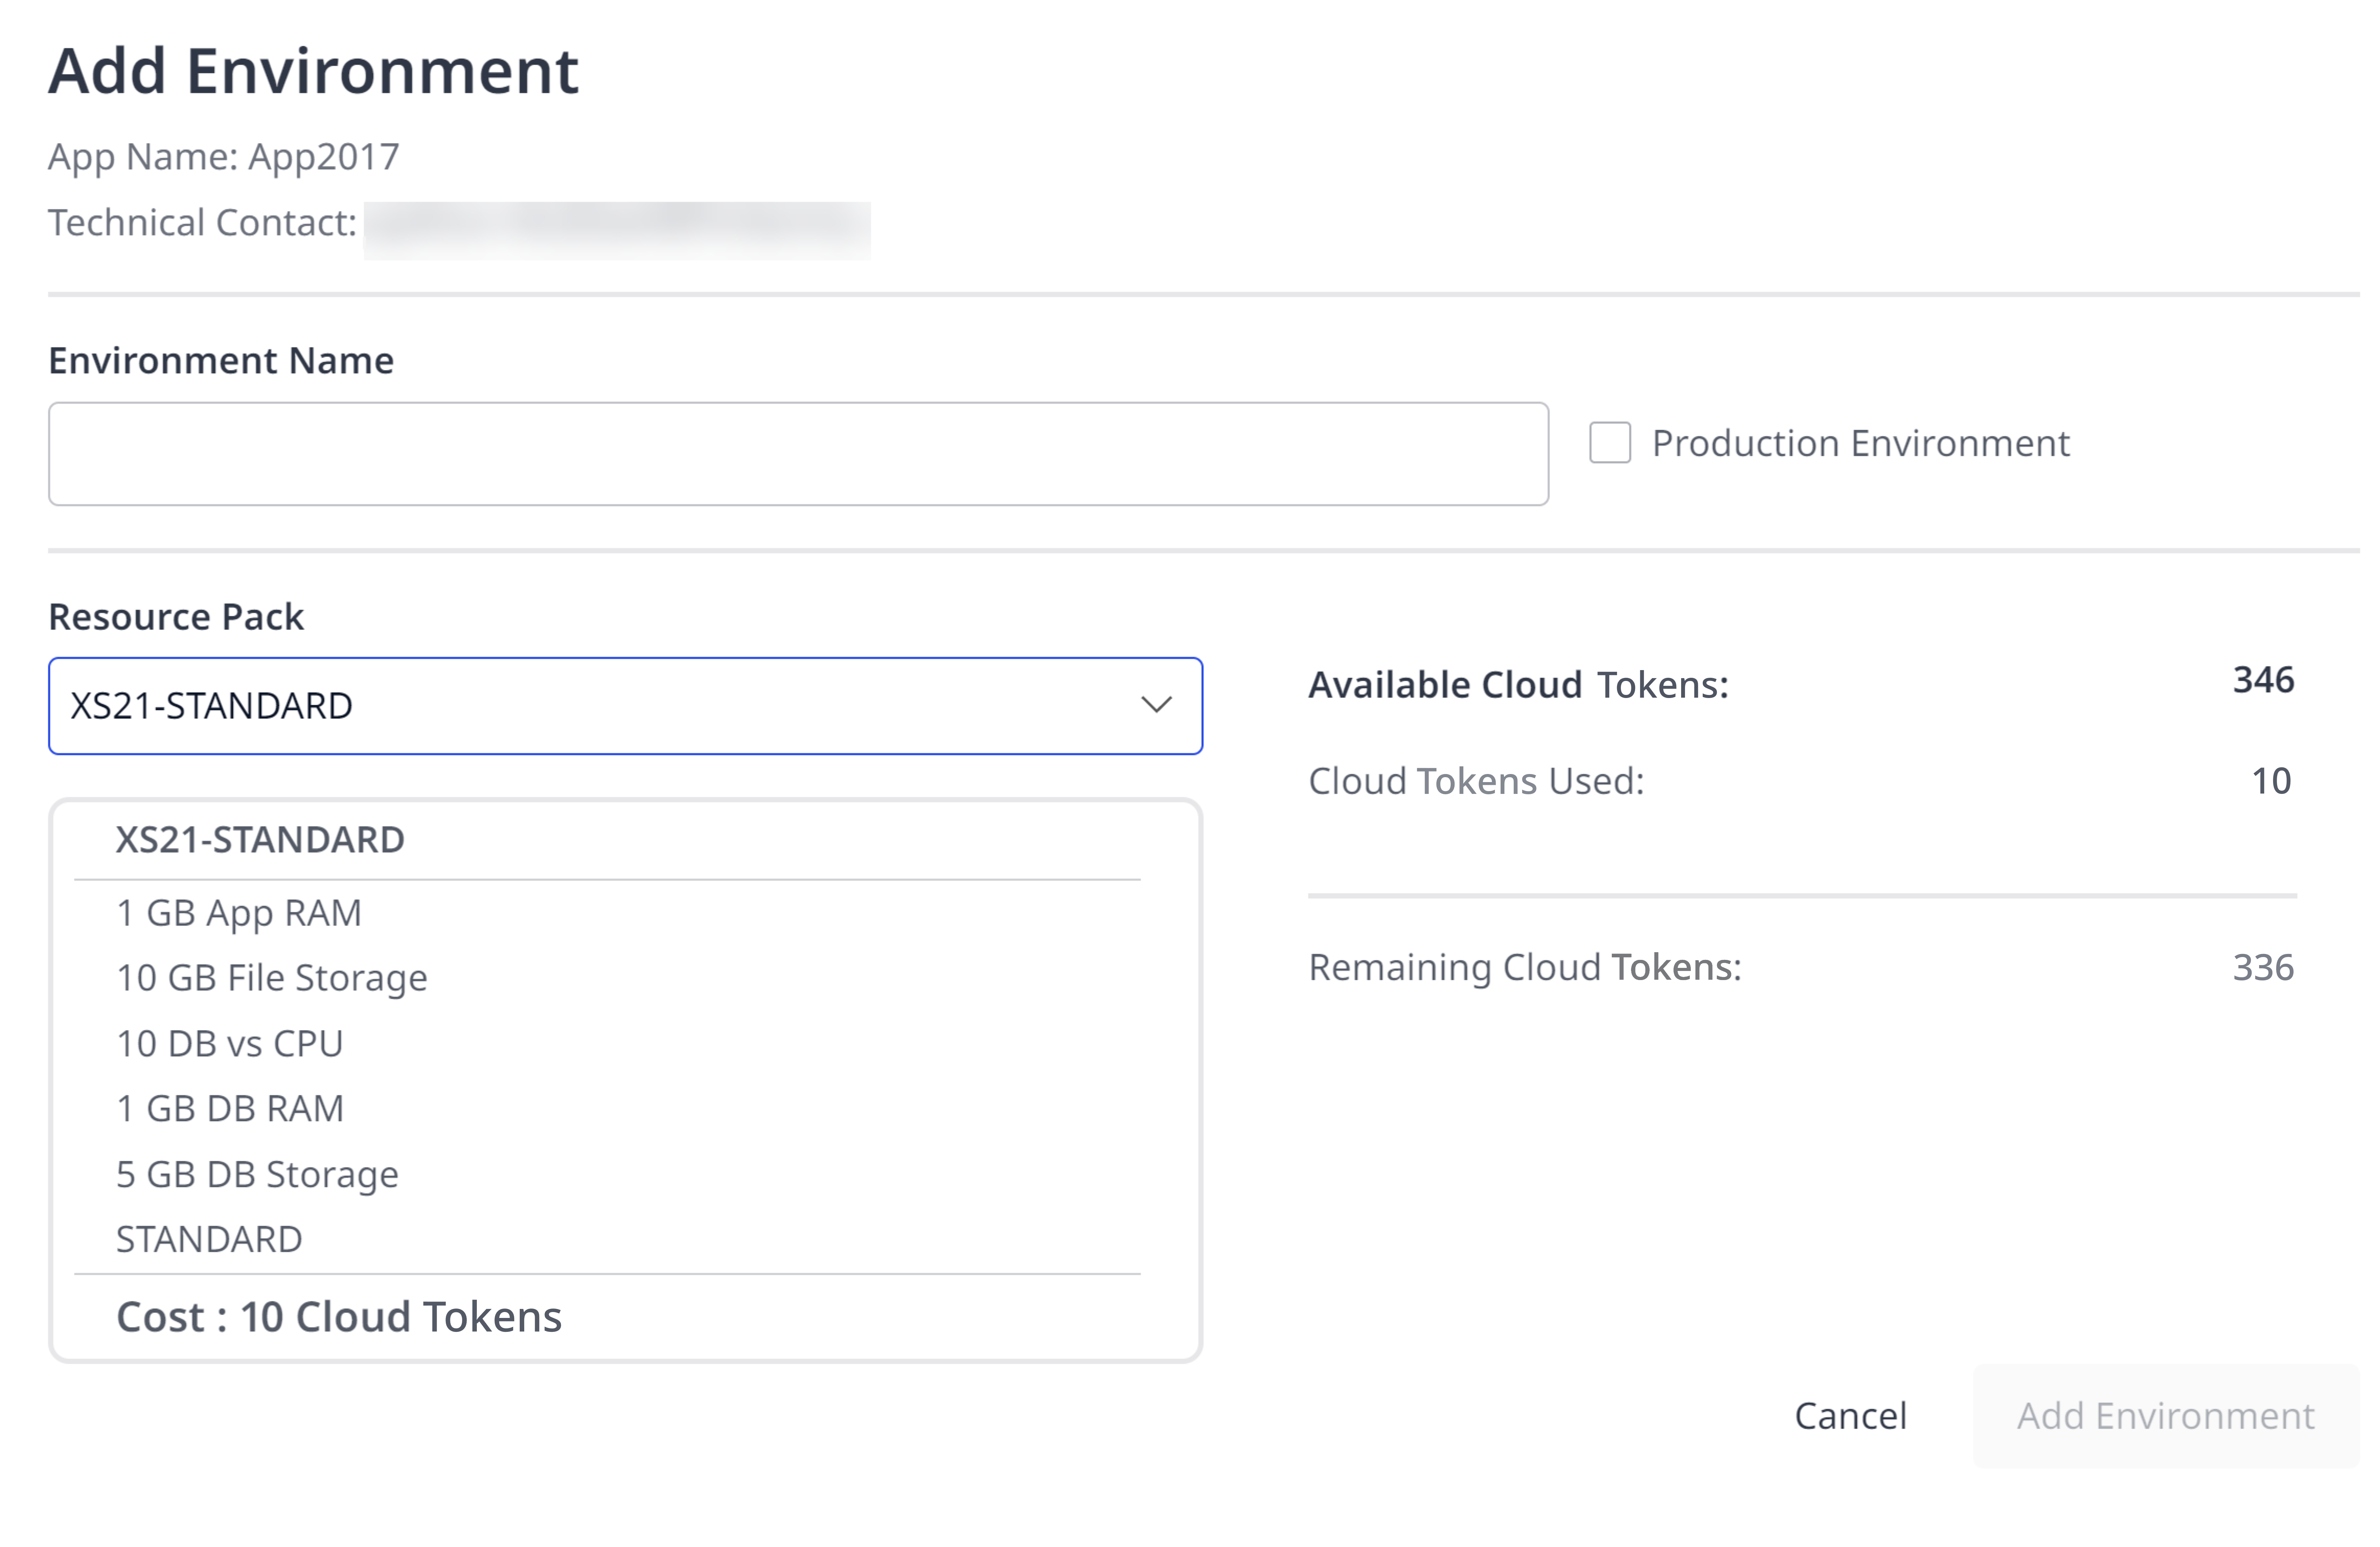 Add Environment
App Name: App2017
Technical Contact:
Environment Name
Production Environment
Resource Pack
XS21-STANDARD
Available Cloud Tokens: 346
Cloud Tokens Used: 10
Remaining Cloud Tokens: 336
XS21-STANDARD
1 GB App RAM
10 GB File Storage
10 DB vs CPU
1 GB DB RAM
5 GB DB Storage
STANDARD
Cost : 10 Cloud Tokens
Cancel
Add Environment